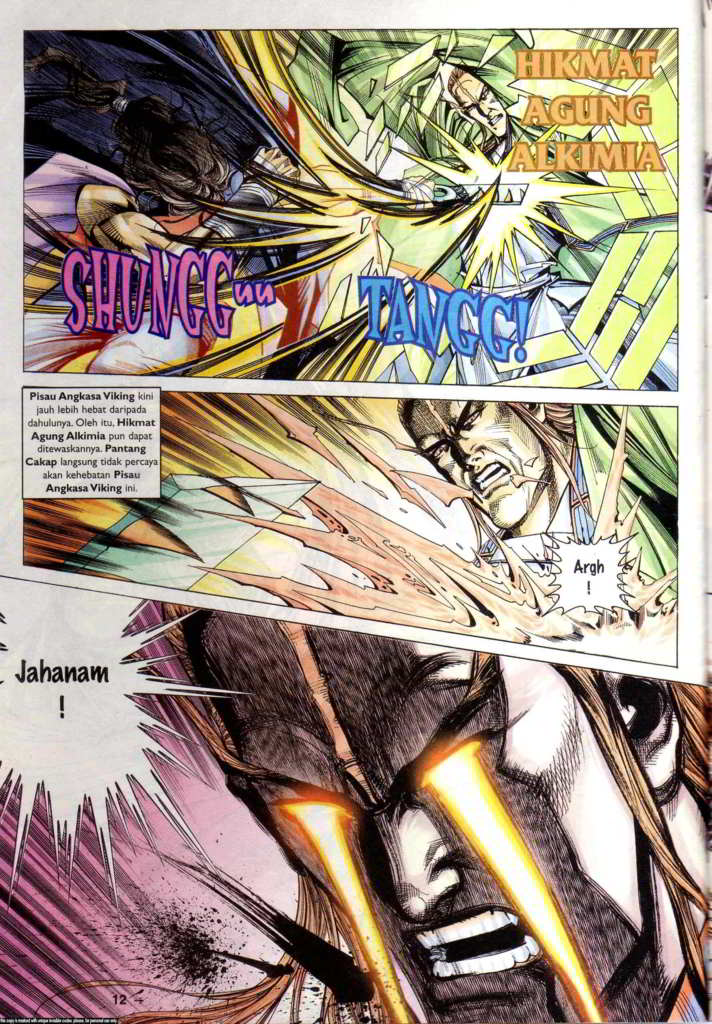 HIKMAT
AGUNG
ALKIMIA
SHUNGGuu
TANGG!
Pisau Angkasa Viking kini
jauh lebih hebat daripada
dahulunya. Oleh itu, Hikmat
Agung Alkimia pun dapat
ditewaskannya. Pantang
Cakap langsung tidak percaya
akan kehebatan Pisau
Angkasa Viking ini.
Argh
!
Jahanam
!
12